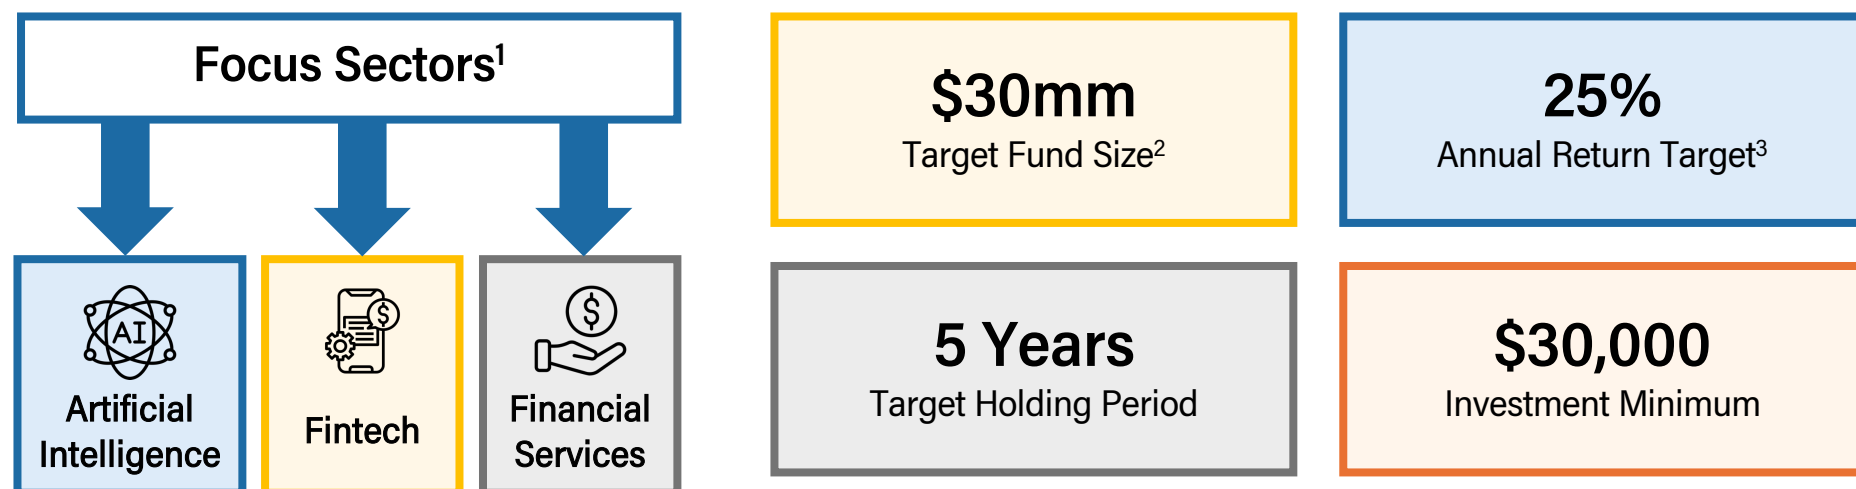 Focus Sectors¹
AI
Artificial
Intelligence
$
Fintech
$
Financial
Services
$30mm
Target Fund Size²
25%
Annual Return Target³
5 Years
Target Holding Period
$30,000
Investment Minimum